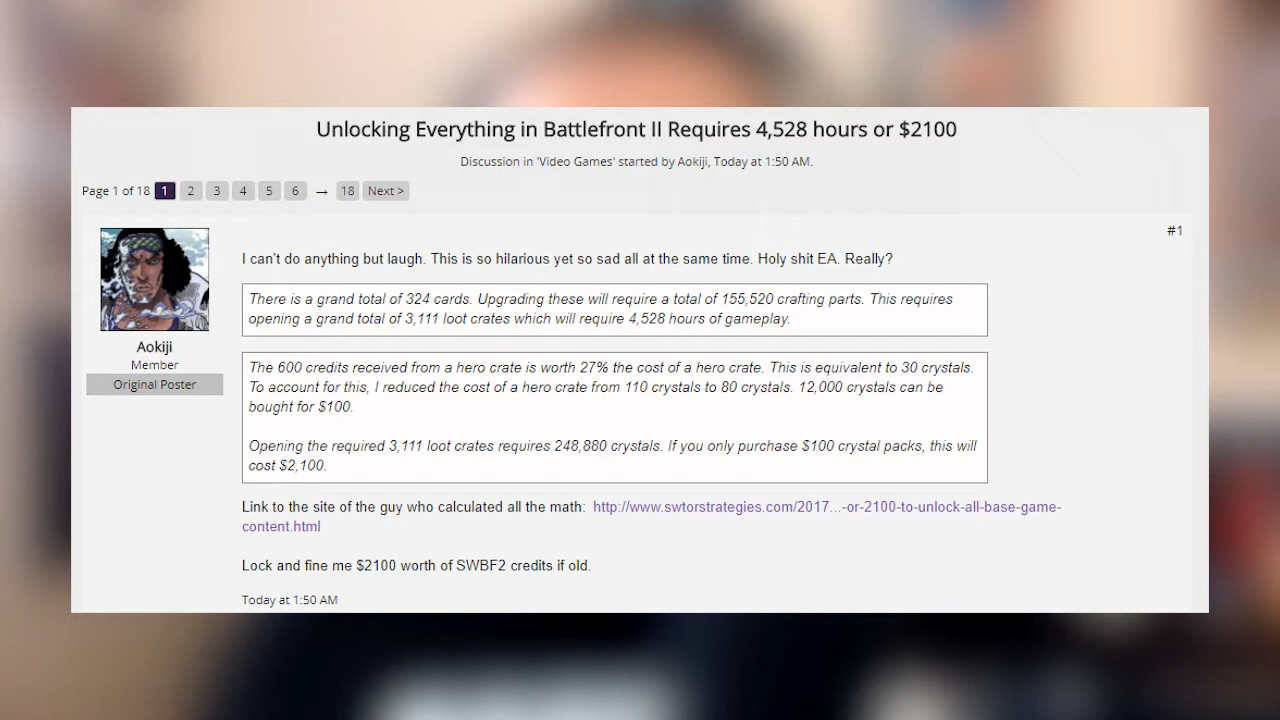 Unlocking Everything in Battlefront II Requires 4,528 hours or $2100
Discussion in 'Video Games' started by Aokiji, Today at 1:50 AM.
Page 1 of 18 1 2 3 4 5 6 → 18 Next >
#1
I can't do anything but laugh. This is so hilarious yet so sad all at the same time. Holy shit EA. Really?
There is a grand total of 324 cards. Upgrading these will require a total of 155,520 crafting parts. This requires
opening a grand total of 3,111 loot crates which will require 4,528 hours of gameplay.
Aokiji
Member
Original Poster
The 600 credits received from a hero crate is worth 27% the cost of a hero crate. This is equivalent to 30 crystals.
To account for this, I reduced the cost of a hero crate from 110 crystals to 80 crystals. 12,000 crystals can be
bought for $100.
Opening the required 3,111 loot crates requires 248,880 crystals. If you only purchase $100 crystal packs, this will
cost $2,100.
Link to the site of the guy who calculated all the math: http://www.swtorstrategies.com/2017...-or-2100-to-unlock-all-base-game-
content.html
Lock and fine me $2100 worth of SWBF2 credits if old.
Today at 1:50 AM